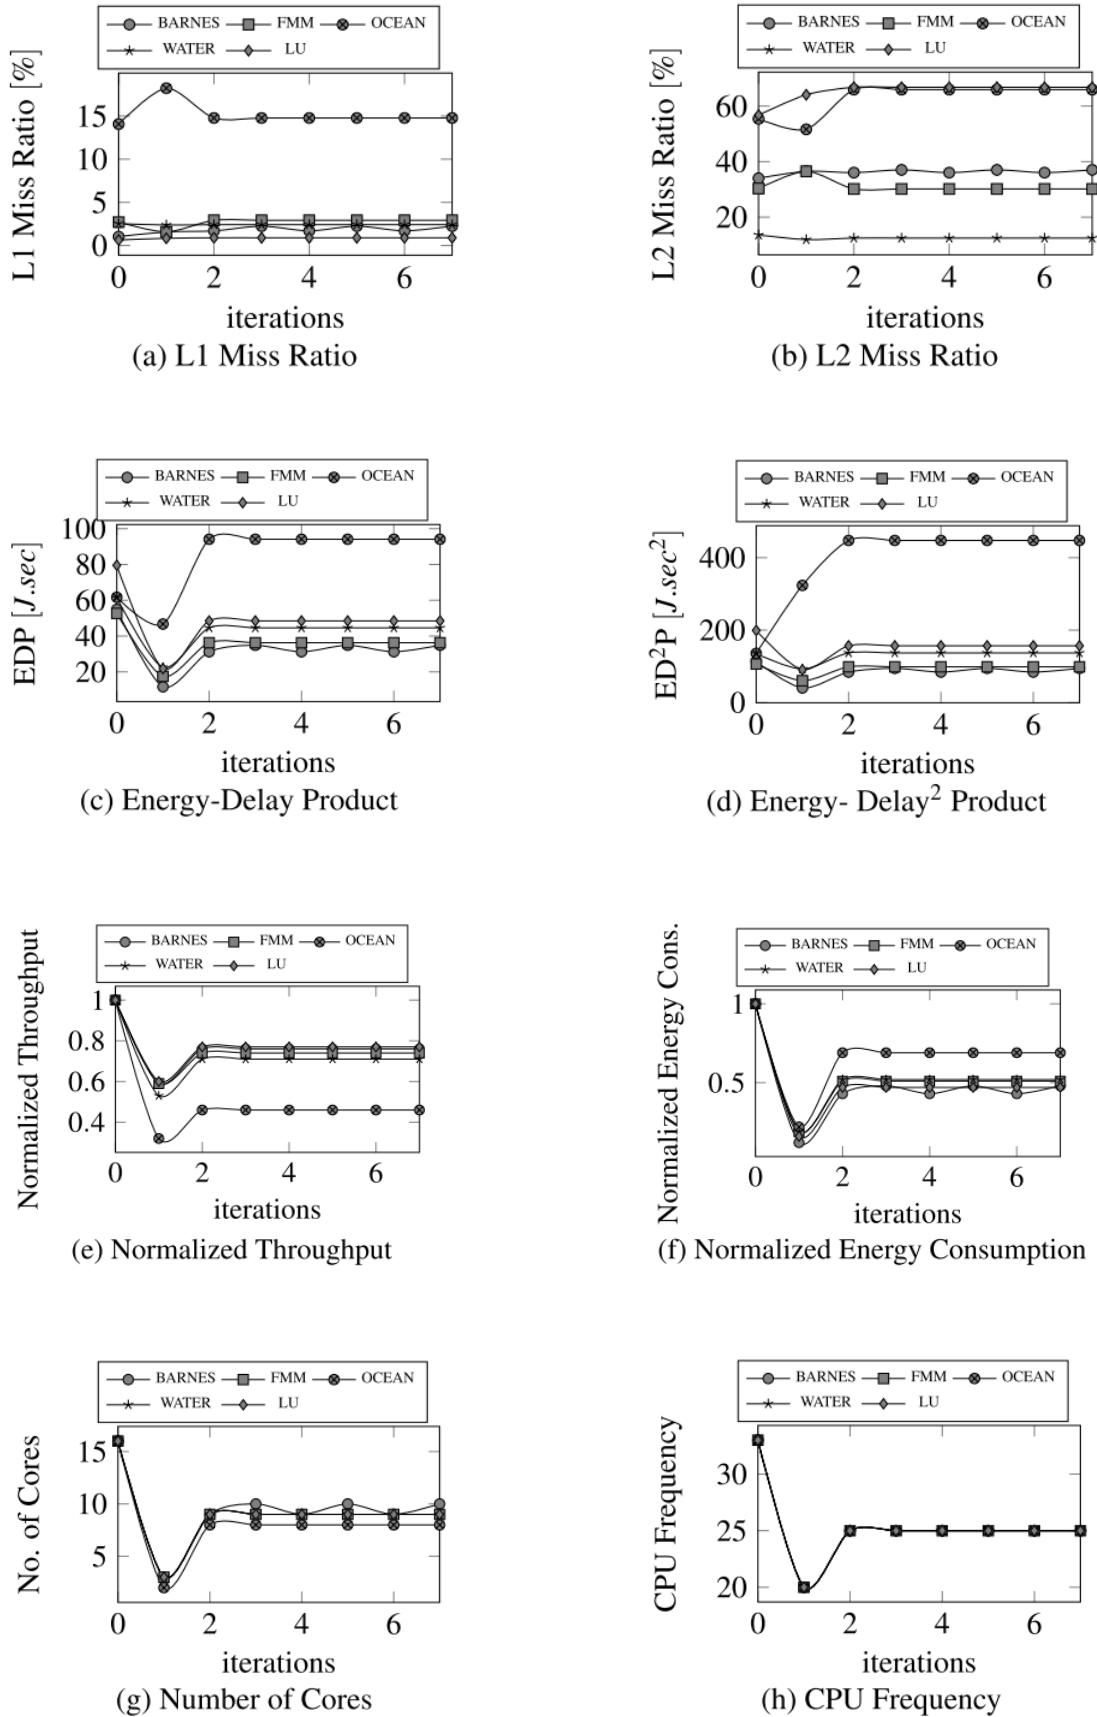 BARNES FMM OCEAN
WATER LU
L1 Miss Ratio [%]
15
10
5
0
0 2 4 6
iterations
(a) L1 Miss Ratio
BARNES FMM OCEAN
WATER LU
L2 Miss Ratio [%]
60
40
20
0 2 4 6
iterations
(b) L2 Miss Ratio
BARNES FMM OCEAN
WATER LU
EDP [J.sec]
100
80
60
40
20
0 2 4 6
iterations
(c) Energy-Delay Product
BARNES FMM OCEAN
WATER LU
ED²P [J.sec²]
400
200
0
0 2 4 6
iterations
(d) Energy- Delay² Product
BARNES FMM OCEAN
WATER LU
Normalized Throughput
1
0.8
0.6
0.4
0 2 4 6
iterations
(e) Normalized Throughput
BARNES FMM OCEAN
WATER LU
Normalized Energy Cons.
1
0.5
0 2 4 6
iterations
(f) Normalized Energy Consumption
BARNES FMM OCEAN
WATER LU
No. of Cores
15
10
5
0 2 4 6
iterations
(g) Number of Cores
BARNES FMM OCEAN
WATER LU
CPU Frequency
30
25
20
0 2 4 6
iterations
(h) CPU Frequency